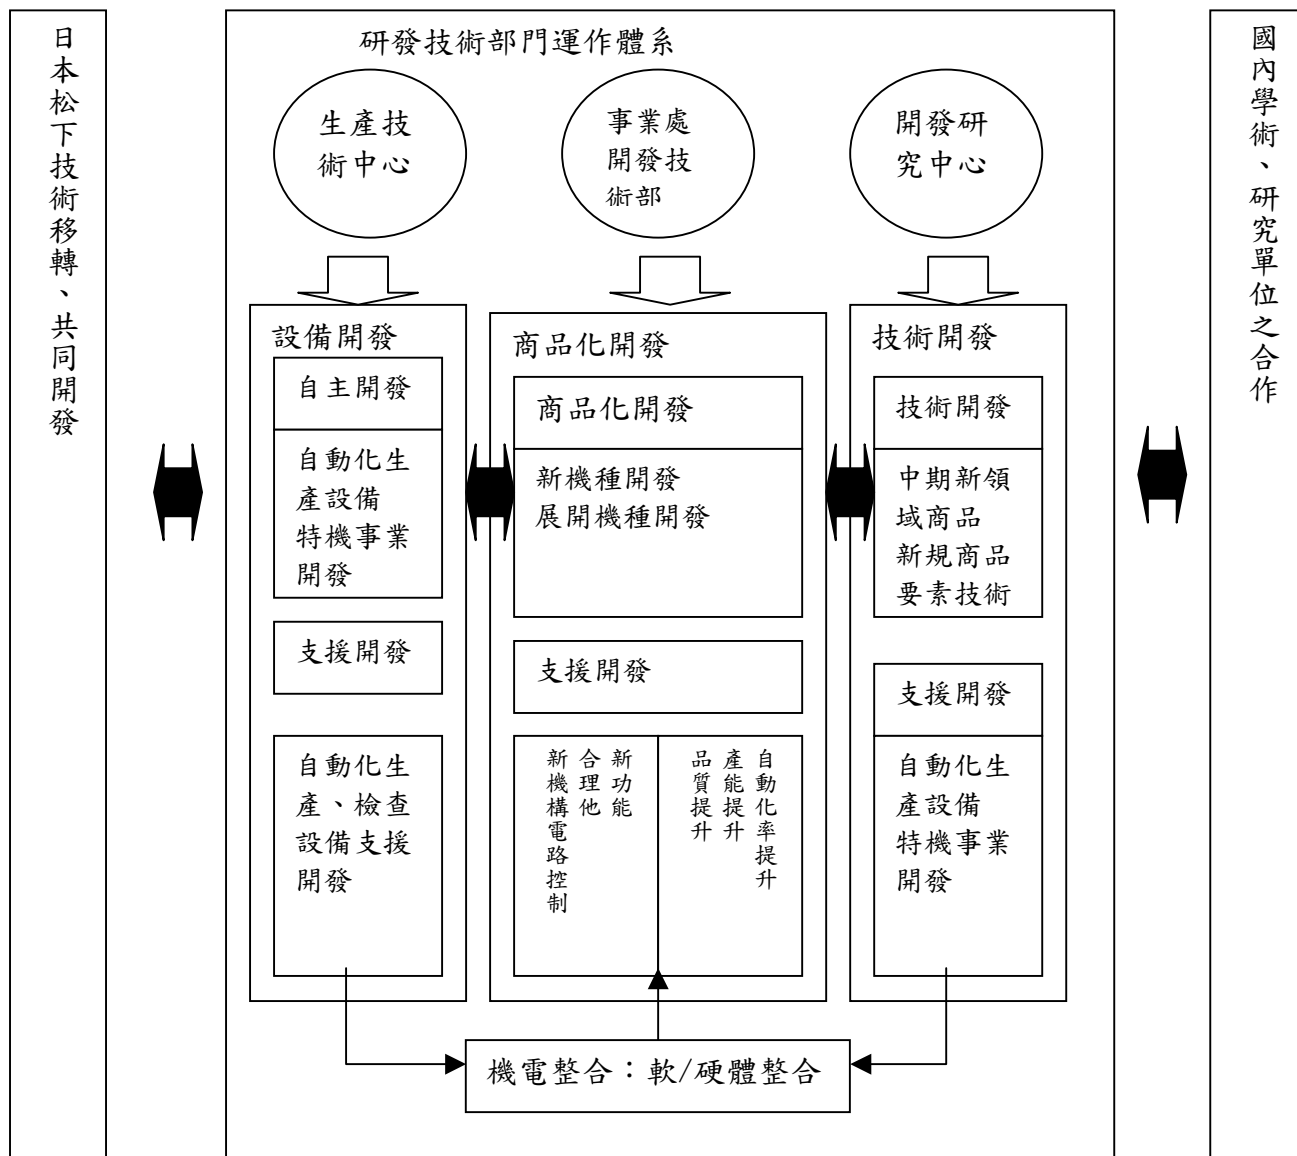 日本松下技術移轉、共同開發
研發技術部門運作體系
生產技
術中心
事業處
開發技
術部
開發研
究中心
設備開發
自主開發
自動化生
產設備
特機事業
開發
支援開發
自動化生
產、檢查
設備支援
開發
商品化開發
商品化開發
新機種開發
展開機種開發
支援開發
新功能
合理他
新機構電路控制
自動化率提升
產能提升
品質提升
技術開發
技術開發
中期新領
域商品
新規商品
要素技術
支援開發
自動化生
產設備
特機事業
開發
機電整合：軟/硬體整合
國內學術、研究單位之合作